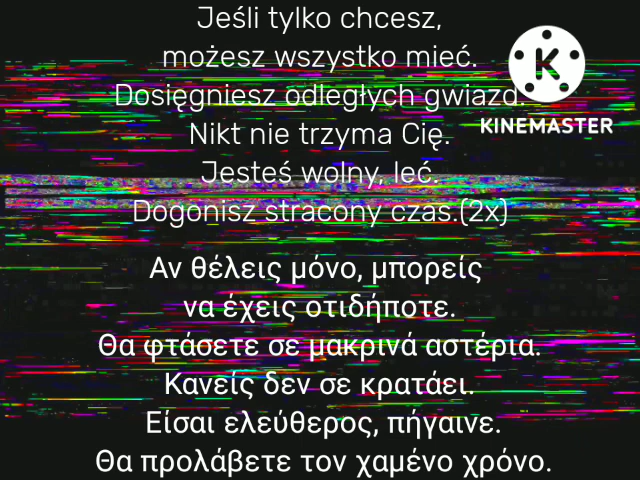 Jeśli tylko chcesz,
możesz wszystko mieć.
Dosięgniesz odległych gwiazd.
Nikt nie trzyma Cię.
Jesteś wolny, leć.
Dogonisz stracony czas.(2x)
K
KINEMASTER
Αν θέλεις μόνο, μπορείς
να έχεις οτιδήποτε.
Θα φτάσετε σε μακρινά αστέρια.
Κανείς δεν σε κρατάει.
Είσαι ελεύθερος, πήγαινε.
Θα προλάβετε τον χαμένο χρόνο.